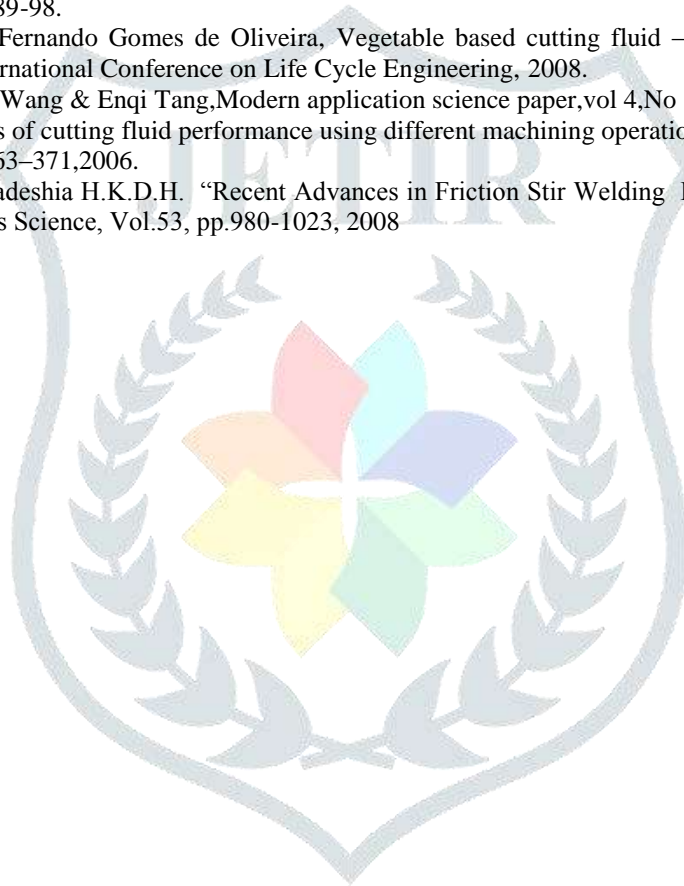 89-98.
Fernando Gomes de Oliveira, Vegetable based cutting fluid –
ernational Conference on Life Cycle Engineering, 2008.
Wang & Enqi Tang,Modern application science paper,vol 4,No
s of cutting fluid performance using different machining operatio
63–371,2006.
adeshia H.K.D.H. “Recent Advances in Friction Stir Welding
s Science, Vol.53, pp.980-1023, 2008
JETIR